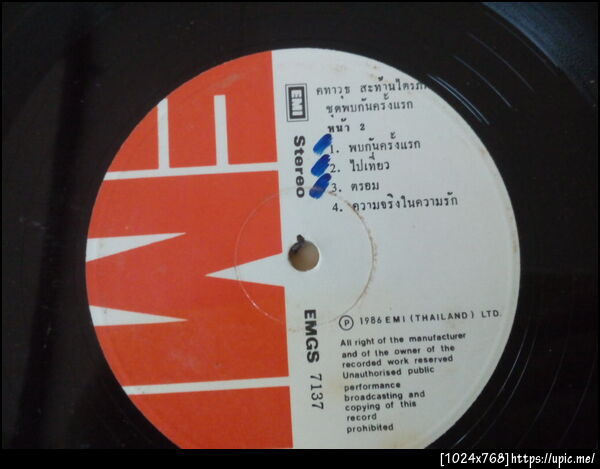 EMI
EMI
Stereo
คฑาวุธ สะท้านไตรภพ
ชุดพบกันครั้งแรก
หน้า 2
1. พบกันครั้งแรก
2. ไปเที่ยว
3. ตรอม
4. ความจริงในความรัก
EMGS 7137
Ⓟ 1986 EMI (THAILAND) LTD.
All right of the manufacturer
and of the owner of the
recorded work reserved
Unauthorised public
performance
broadcasting and
copying of this
record
prohibited
[1024x768]https://upic.me/